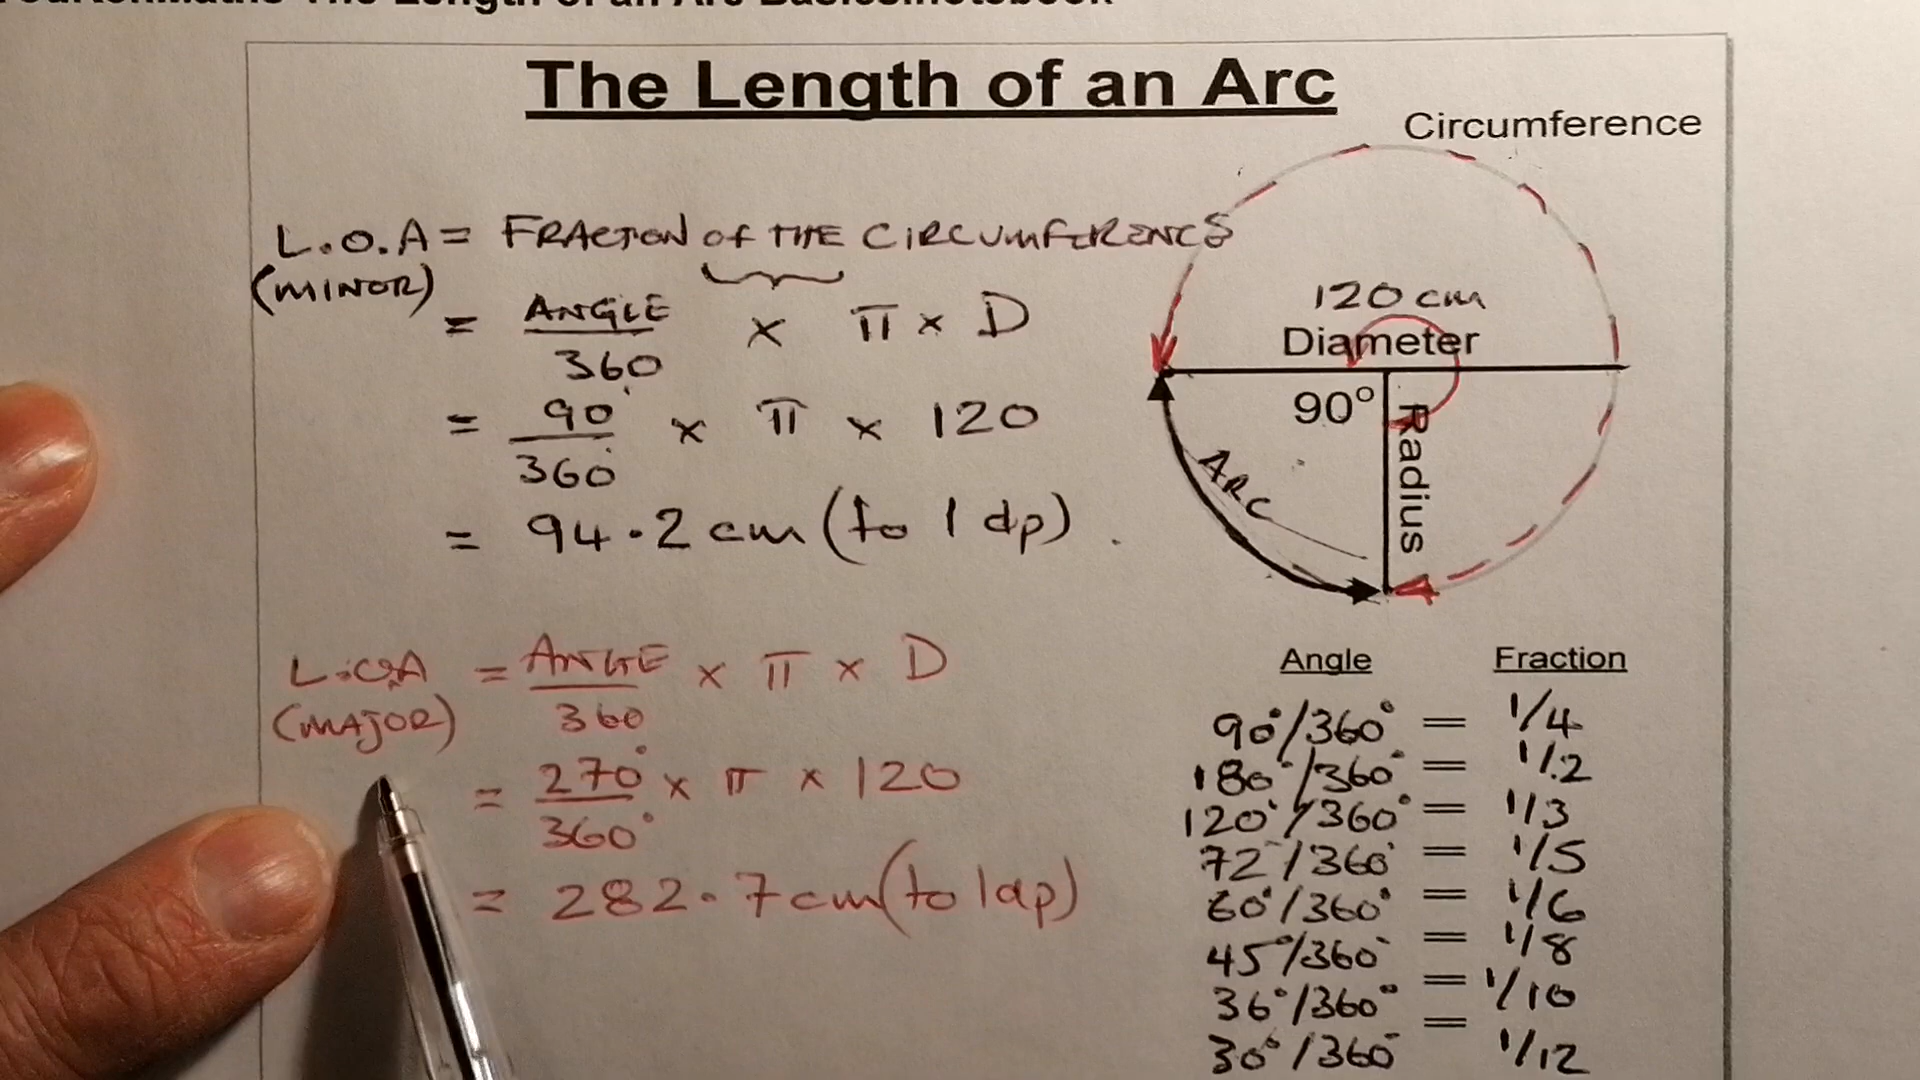 The Length of an Arc
Circumference
L.O.A = FRACTION OF THE CIRCUMFERENCE
(MINOR)
= ANGLE/360 × π × D
= 90°/360° × π × 120
= 94.2 cm (to 1 dp)
120 cm
Diameter
90°
Radius
ARC
L.O.A = ANGLE/360 × π × D
(MAJOR)
= 270°/360° × π × 120
= 282.7 cm (to 1 dp)
Angle Fraction
90°/360° = 1/4
180°/360° = 1/2
120°/360° = 1/3
72°/360° = 1/5
60°/360° = 1/6
45°/360° = 1/8
36°/360° = 1/10
30°/360° = 1/12